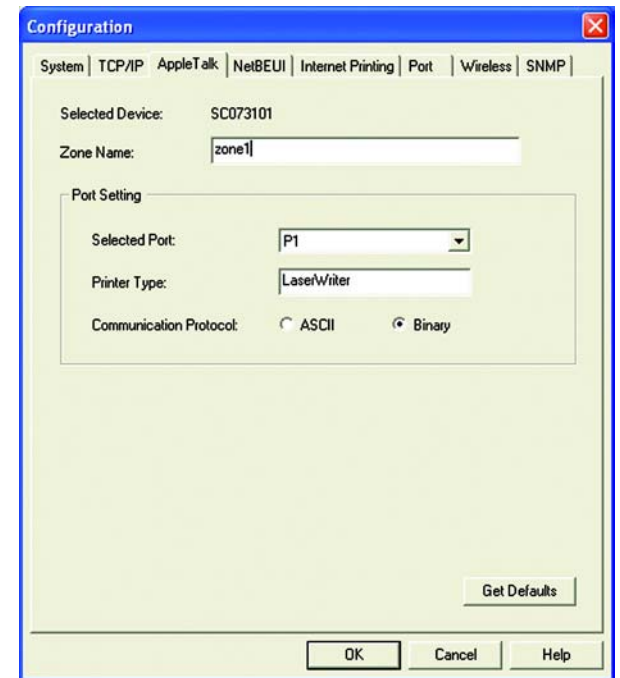 Configuration
System TCP/IP AppleTalk NetBEUI Internet Printing Port Wireless SNMP
Selected Device: SC073101
Zone Name: zone1
Port Setting
Selected Port: P1
Printer Type: LaserWriter
Communication Protocol: ASCII Binary
Get Defaults
OK Cancel Help